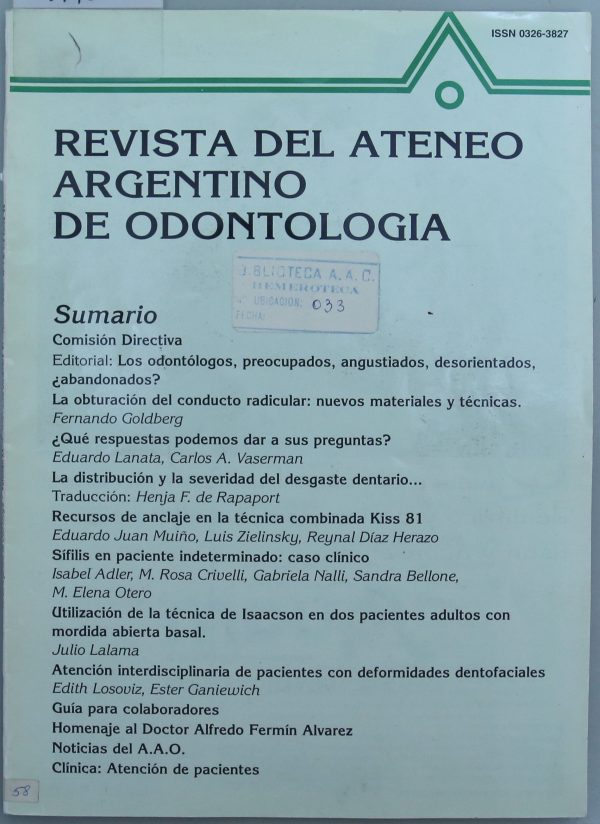 ISSN 0326-3827
REVISTA DEL ATENEO
ARGENTINO
DE ODONTOLOGIA
BIBLIOTECA A. A. O.
HEMEROTECA
UBICACION: 033
FECHA:
Sumario
Comisión Directiva
Editorial: Los odontólogos, preocupados, angustiados, desorientados,
¿abandonados?
La obturación del conducto radicular: nuevos materiales y técnicas.
Fernando Goldberg
¿Qué respuestas podemos dar a sus preguntas?
Eduardo Lanata, Carlos A. Vaserman
La distribución y la severidad del desgaste dentario...
Traducción: Henja F. de Rapaport
Recursos de anclaje en la técnica combinada Kiss 81
Eduardo Juan Muiño, Luis Zielinsky, Reynal Díaz Herazo
Sífilis en paciente indeterminado: caso clínico
Isabel Adler, M. Rosa Crivelli, Gabriela Nalli, Sandra Bellone,
M. Elena Otero
Utilización de la técnica de Isaacson en dos pacientes adultos con
mordida abierta basal.
Julio Lalama
Atención interdisciplinaria de pacientes con deformidades dentofaciales
Edith Losoviz, Ester Ganiewich
Guía para colaboradores
Homenaje al Doctor Alfredo Fermín Alvarez
Noticias del A.A.O.
Clínica: Atención de pacientes
58